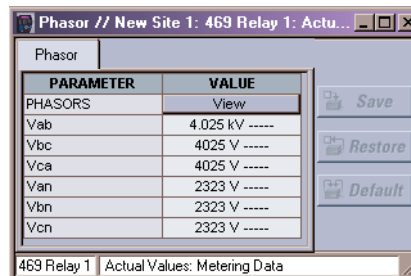 Phasor // New Site 1: 469 Relay 1: Actu...
Phasor
PARAMETER VALUE
PHASORS View
Vab 4.025 kV -----
Vbc 4025 V -----
Vca 4025 V -----
Van 2323 V -----
Vbn 2323 V -----
Vcn 2323 V -----
Save
Restore
Default
469 Relay 1 Actual Values: Metering Data